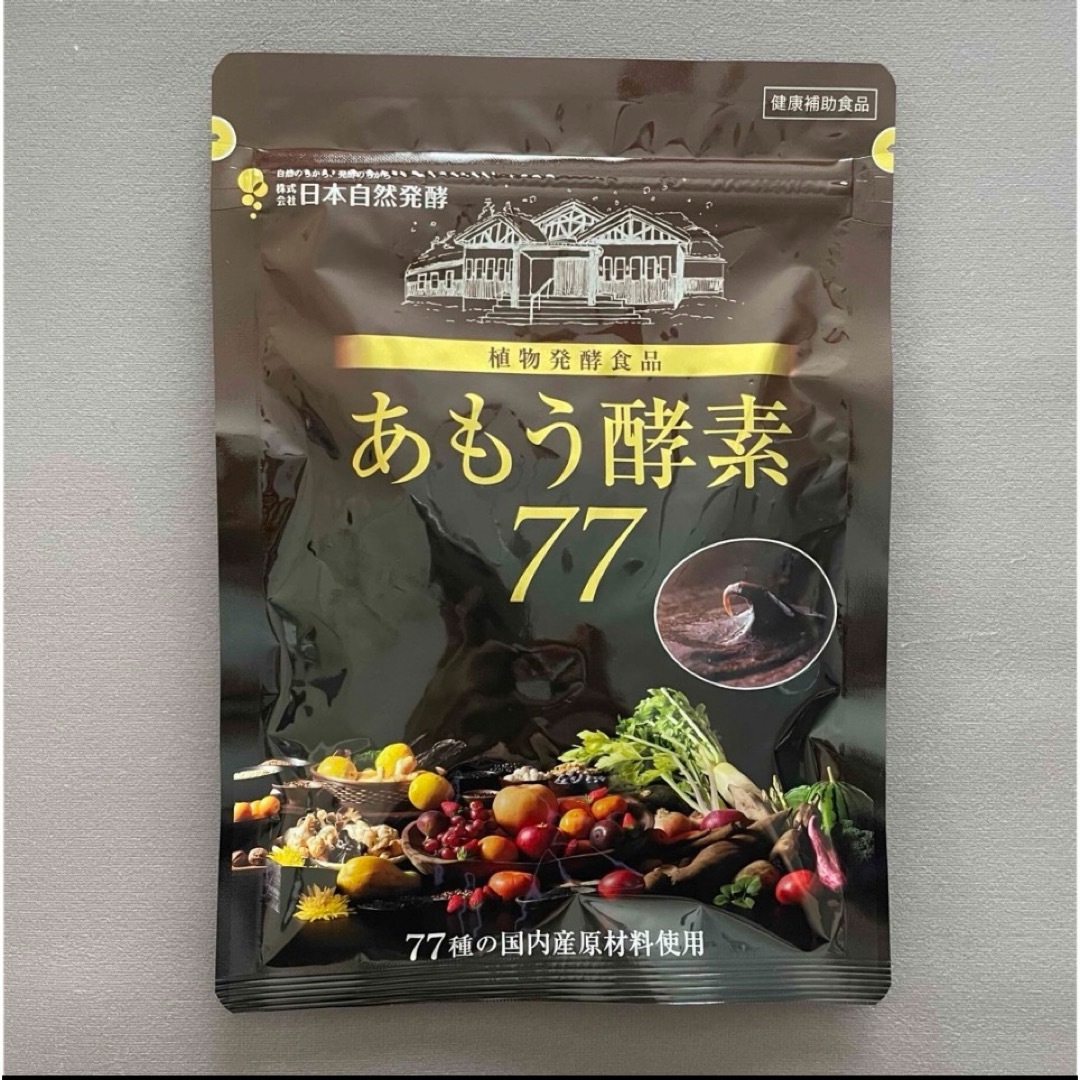 健康補助食品
自然のちから、発酵のちから
株式会社日本自然発酵
植物発酵食品
あもう酵素
77
77種の国内産原材料使用